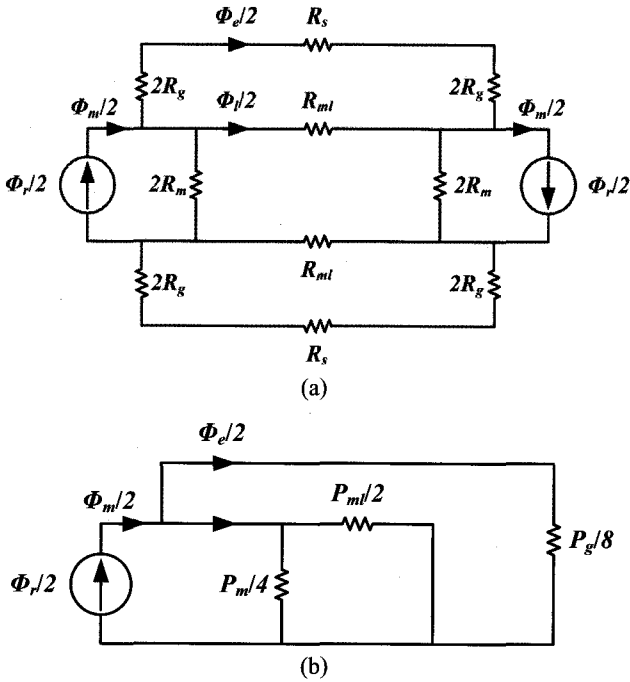 Φe/2 Rs
2Rg 2Rg
Φm/2 Φl/2 Rml Φm/2
Φr/2 2Rm 2Rm Φr/2
Rml
2Rg 2Rg
Rs
(a)
Φe/2
Φm/2 Pml/2
Φr/2 Pm/4 Pg/8
(b)